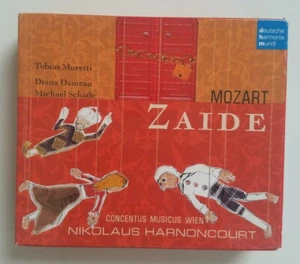 deutsche
harmonia
mundi
Tobias Moretti
Diana Damrau
Michael Schade
MOZART
ZAIDE
CONCENTUS MUSICUS WIEN
NIKOLAUS HARNONCOURT